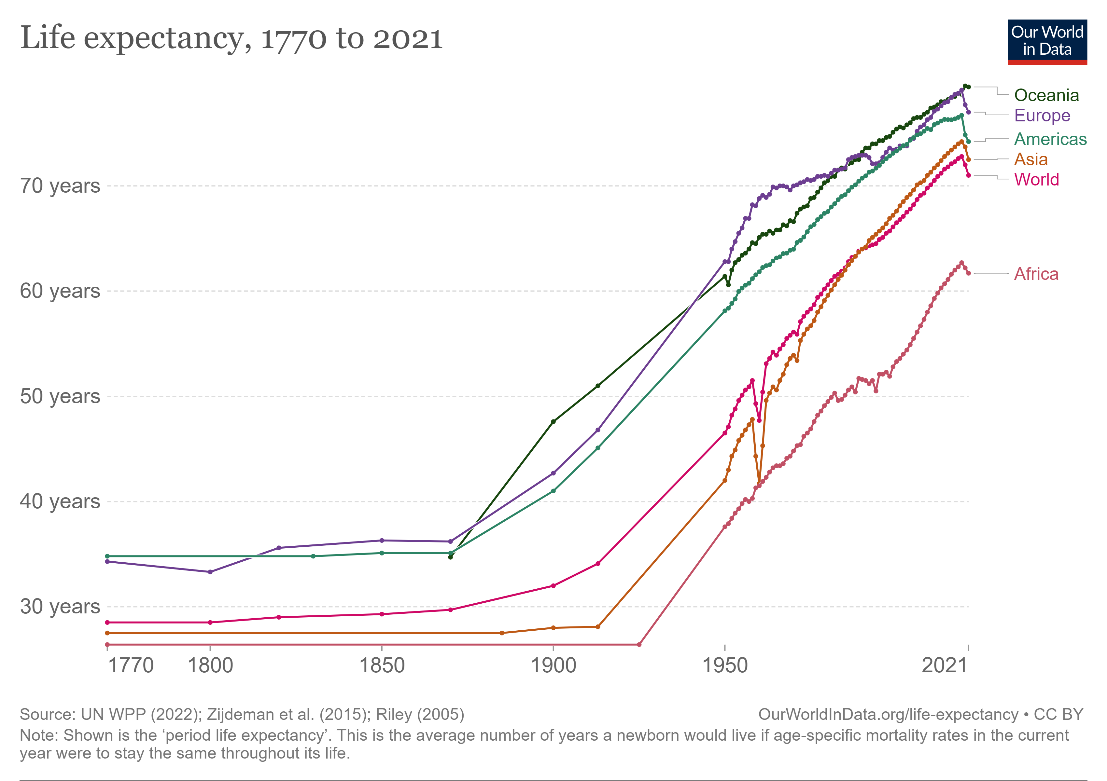 Life expectancy, 1770 to 2021
Our World
in Data
Oceania
Europe
Americas
Asia
World
Africa
70 years
60 years
50 years
40 years
30 years
1770
1800
1850
1900
1950
2021
Source: UN WPP (2022); Zijdeman et al. (2015); Riley (2005)
OurWorldInData.org/life-expectancy • CC BY
Note: Shown is the 'period life expectancy'. This is the average number of years a newborn would live if age-specific mortality rates in the current
year were to stay the same throughout its life.